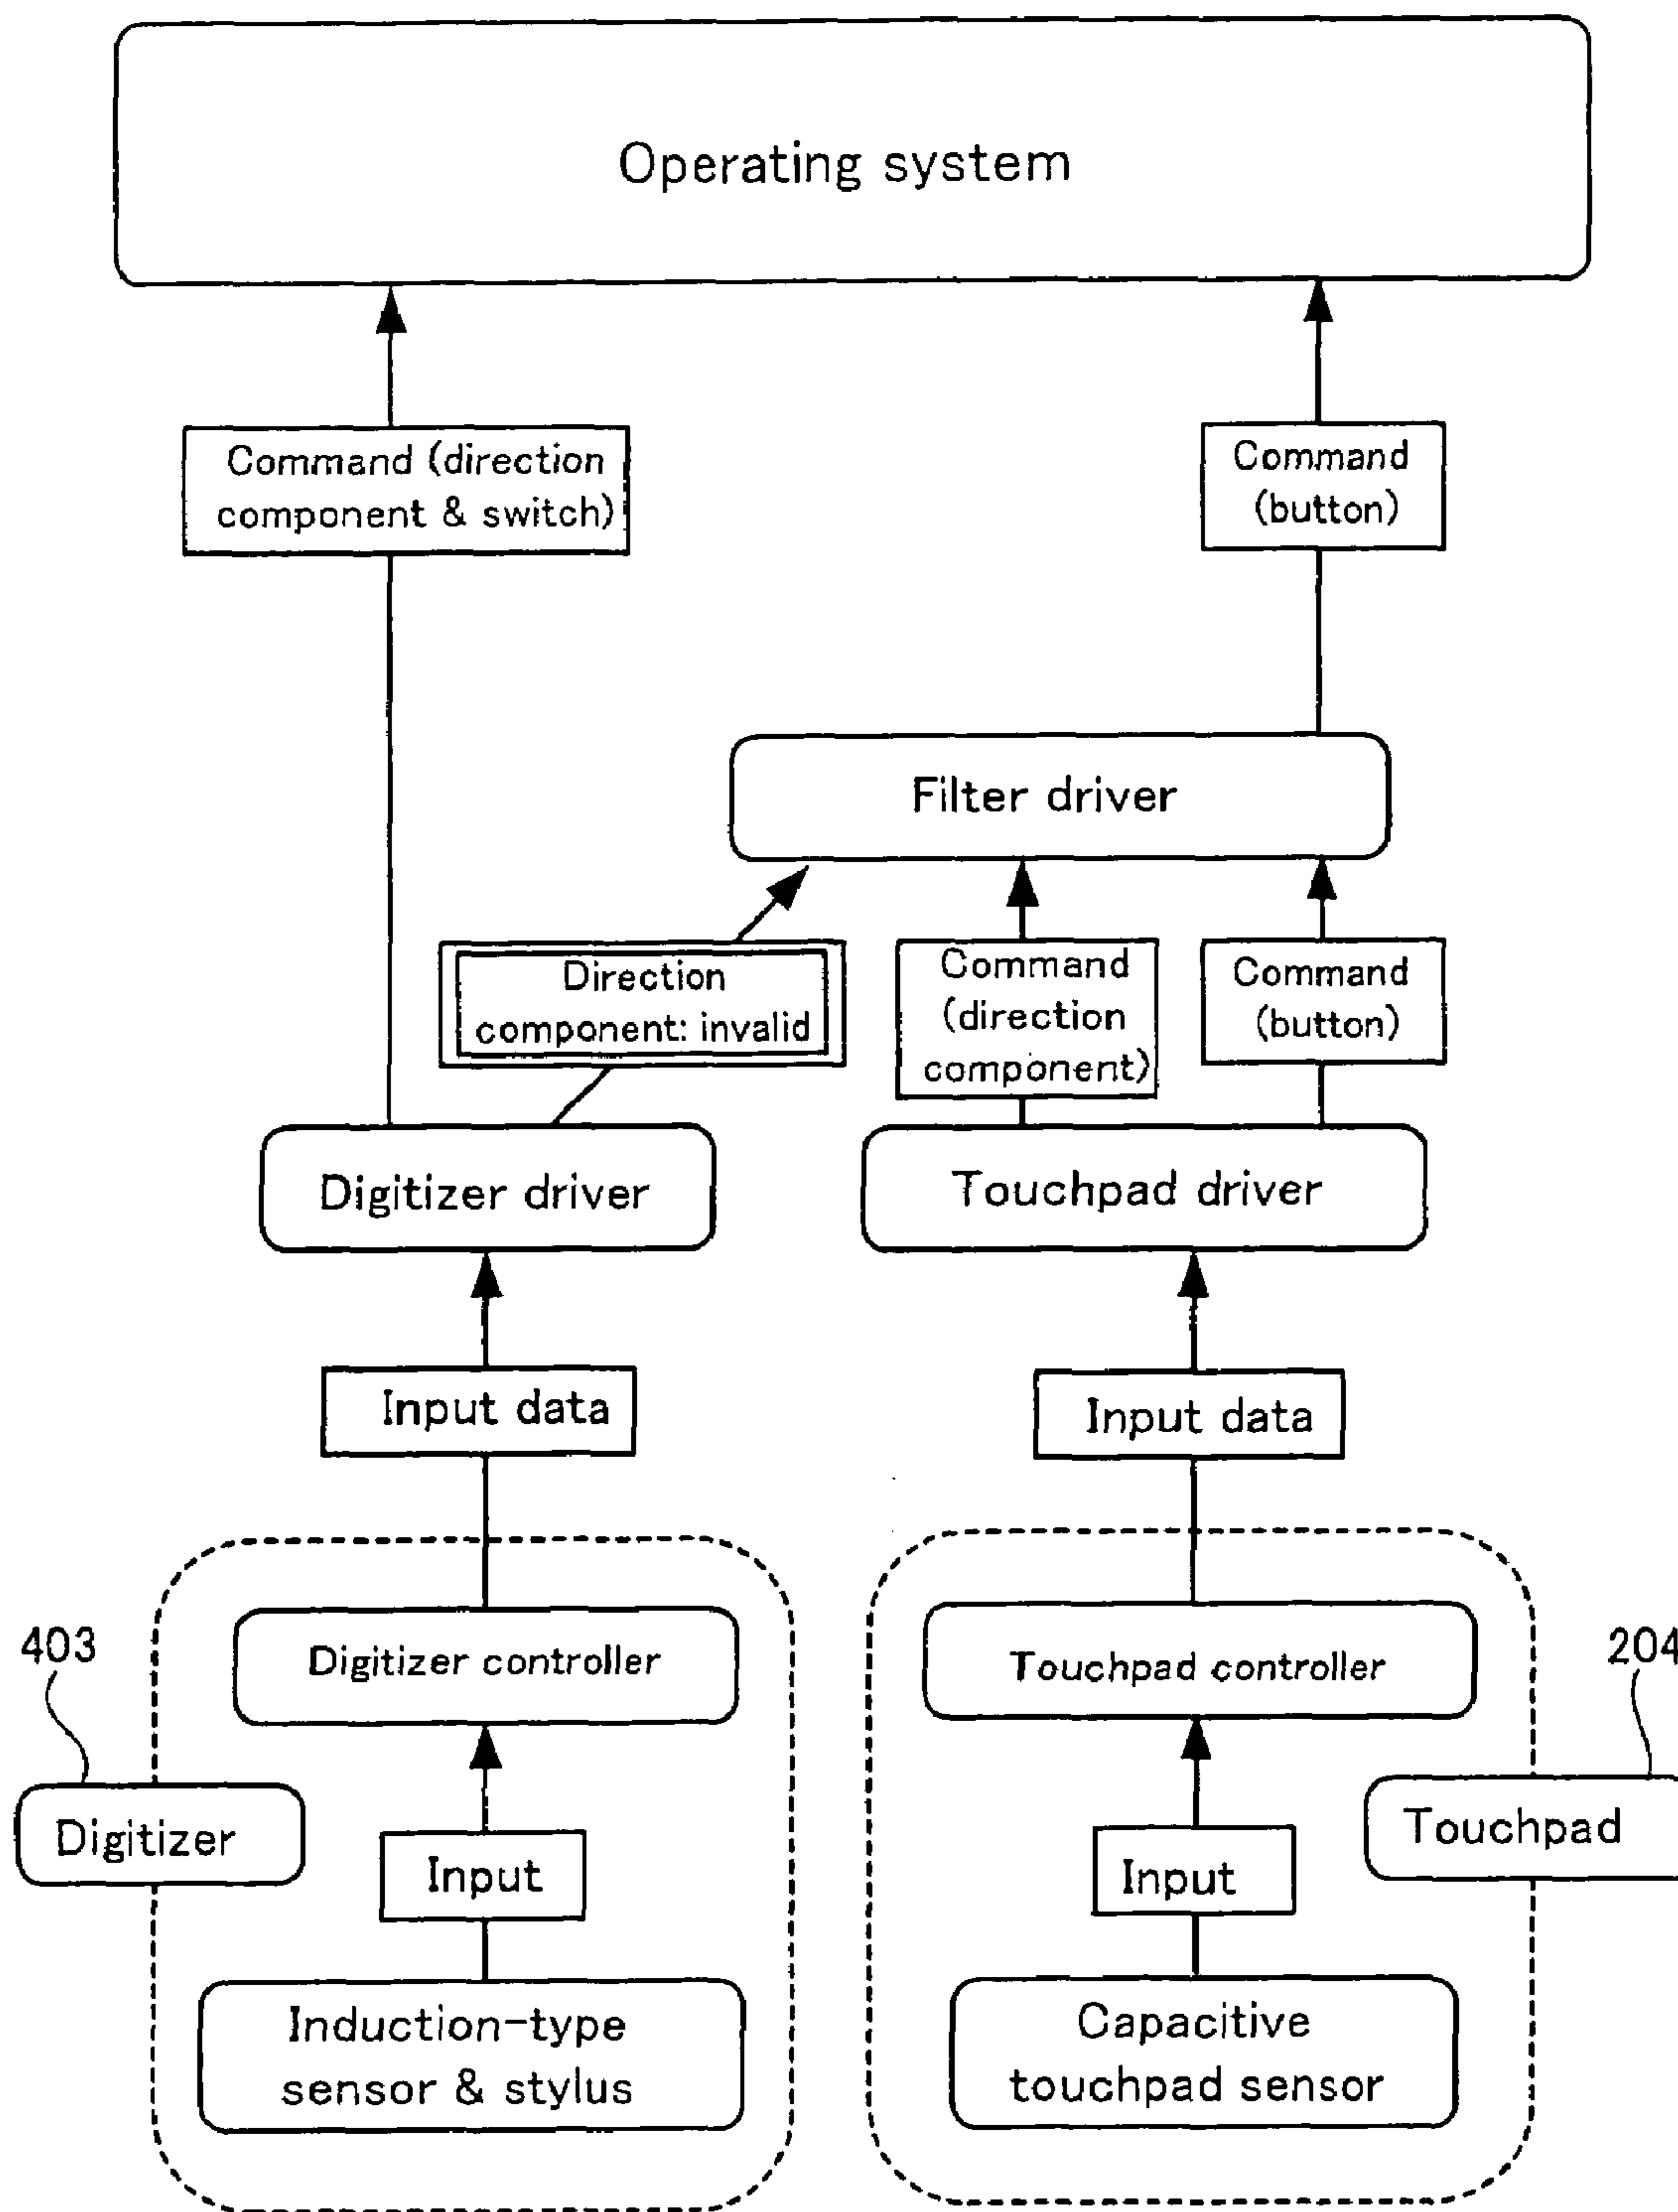 Operating system
Command (direction
component & switch)
Command
(button)
Filter driver
Direction
component: invalid
Command
(direction
component)
Command
(button)
Digitizer driver
Touchpad driver
Input data
Input data
403
Digitizer controller
Touchpad controller
204
Digitizer
Input
Input
Touchpad
Induction-type
sensor & stylus
Capacitive
touchpad sensor